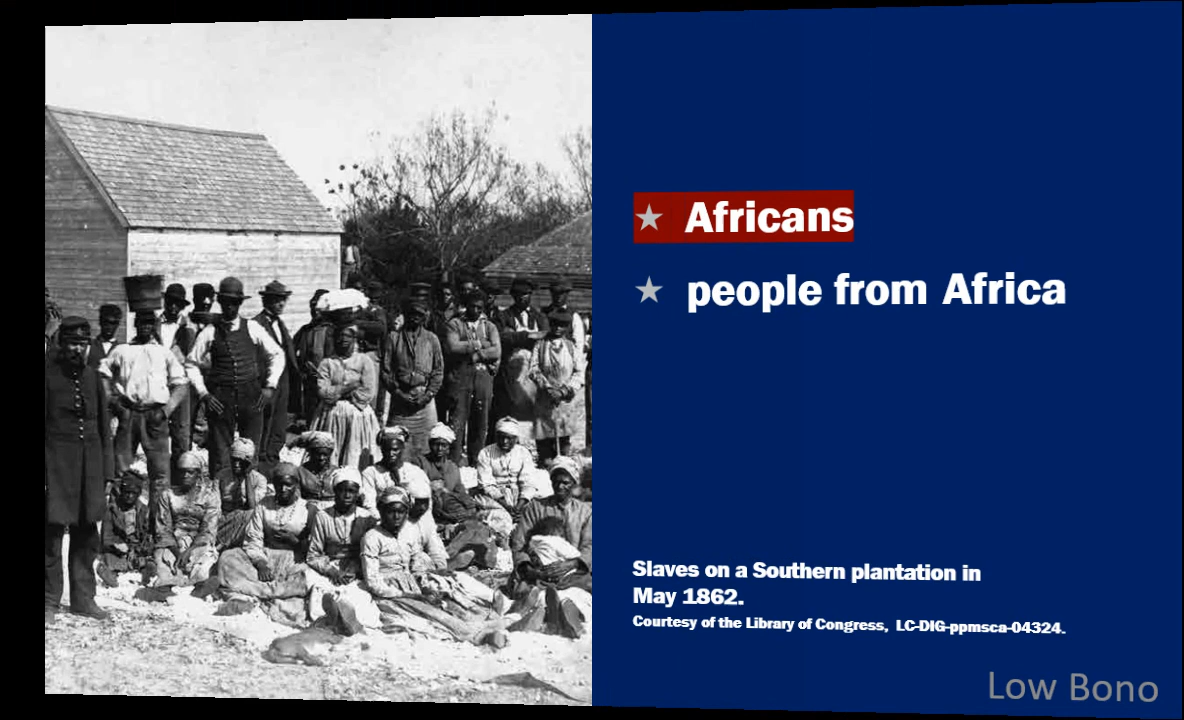 Africans
people from Africa
Slaves on a Southern plantation in
May 1862.
Courtesy of the Library of Congress, LC-DIG-ppmsca-04324.
Low Bono